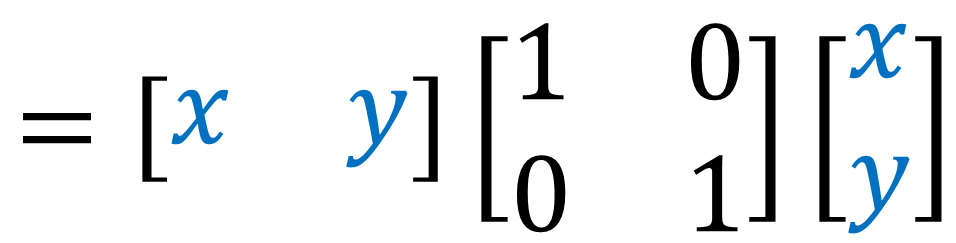 = [x y] [1 0
0 1] [x
y]